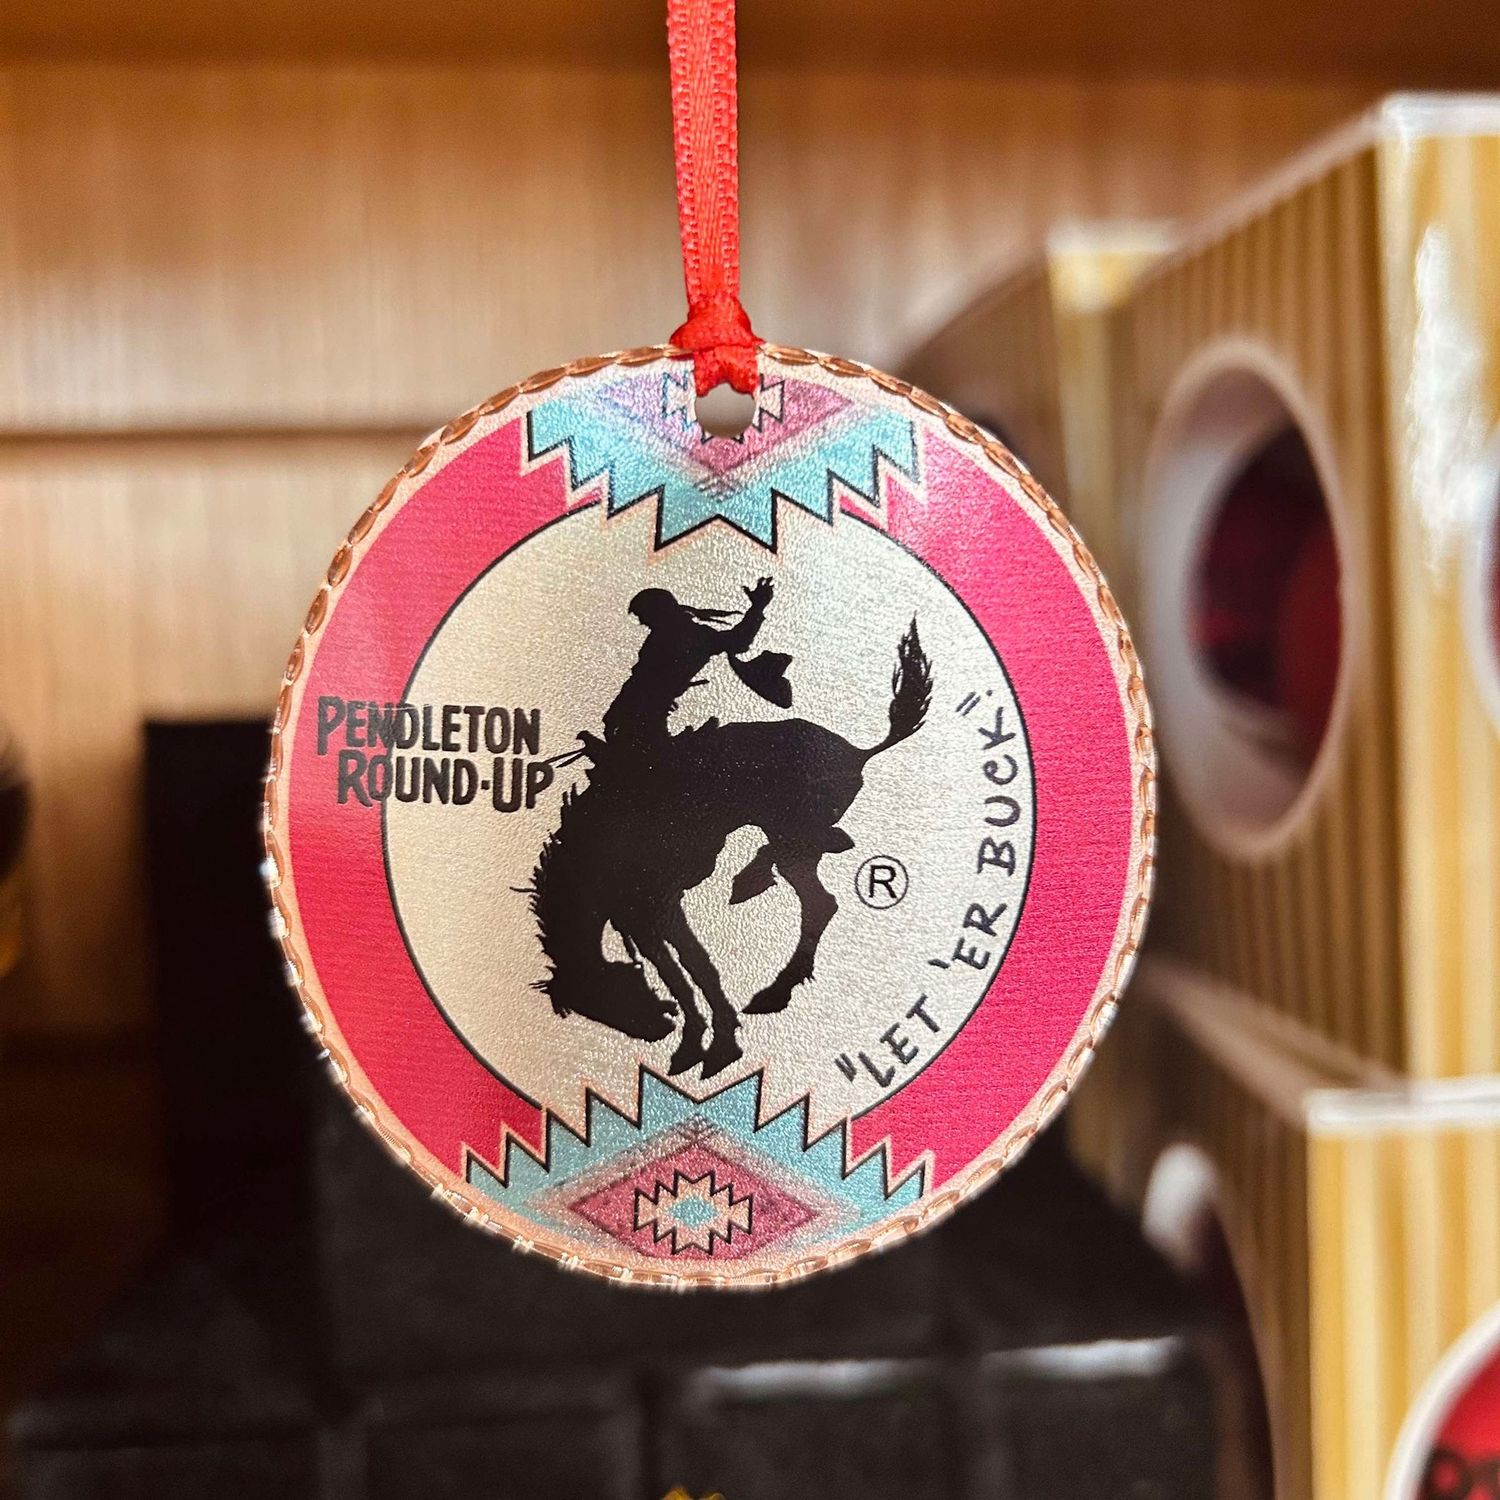 PENDLETON
ROUND-UP
®
"LET 'ER BUCK".